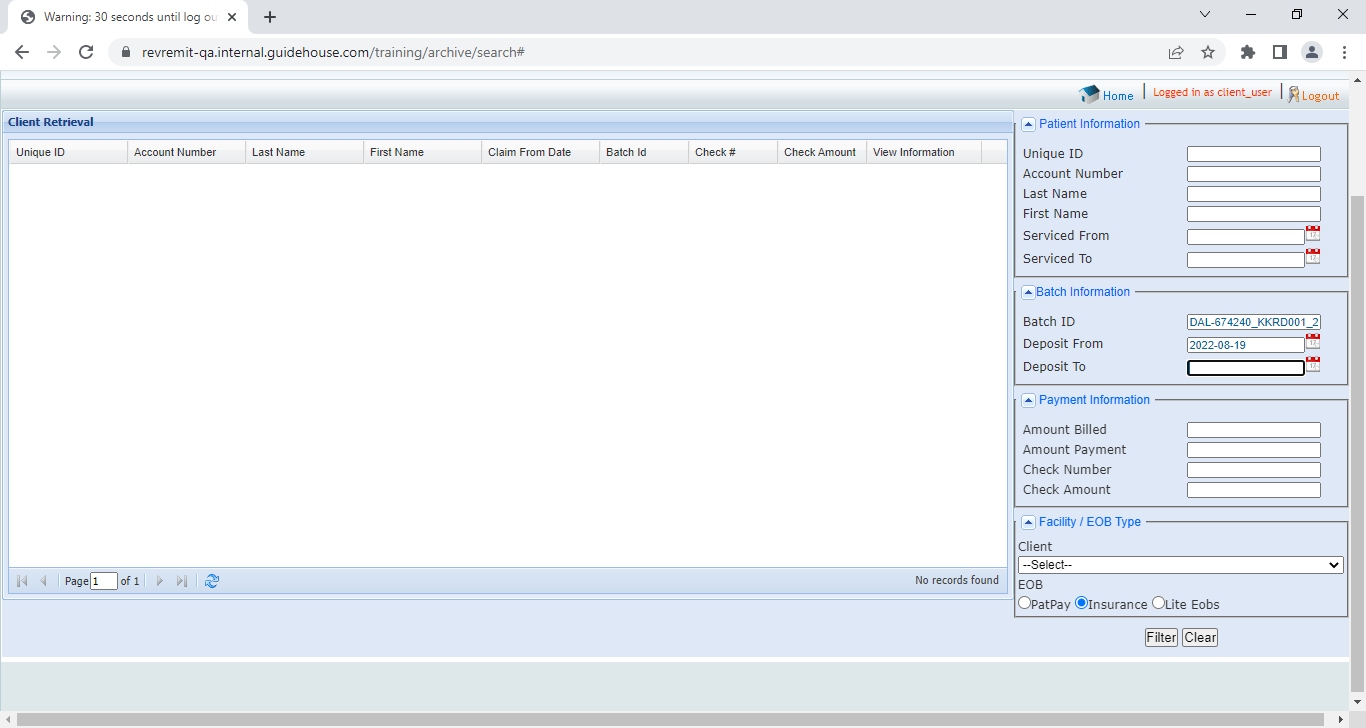 Warning: 30 seconds until log ou
revremit-qa.internal.guidehouse.com/training/archive/search#
Home
Logged in as client_user
Logout
Client Retrieval
Unique ID Account Number Last Name First Name Claim From Date Batch Id Check # Check Amount View Information
Page 1 of 1
No records found
Patient Information
Unique ID
Account Number
Last Name
First Name
Serviced From
Serviced To
Batch Information
Batch ID DAL-674240_KKRD001_2
Deposit From 2022-08-19
Deposit To
Payment Information
Amount Billed
Amount Payment
Check Number
Check Amount
Facility / EOB Type
Client
--Select--
EOB
PatPay Insurance Lite Eobs
Filter Clear